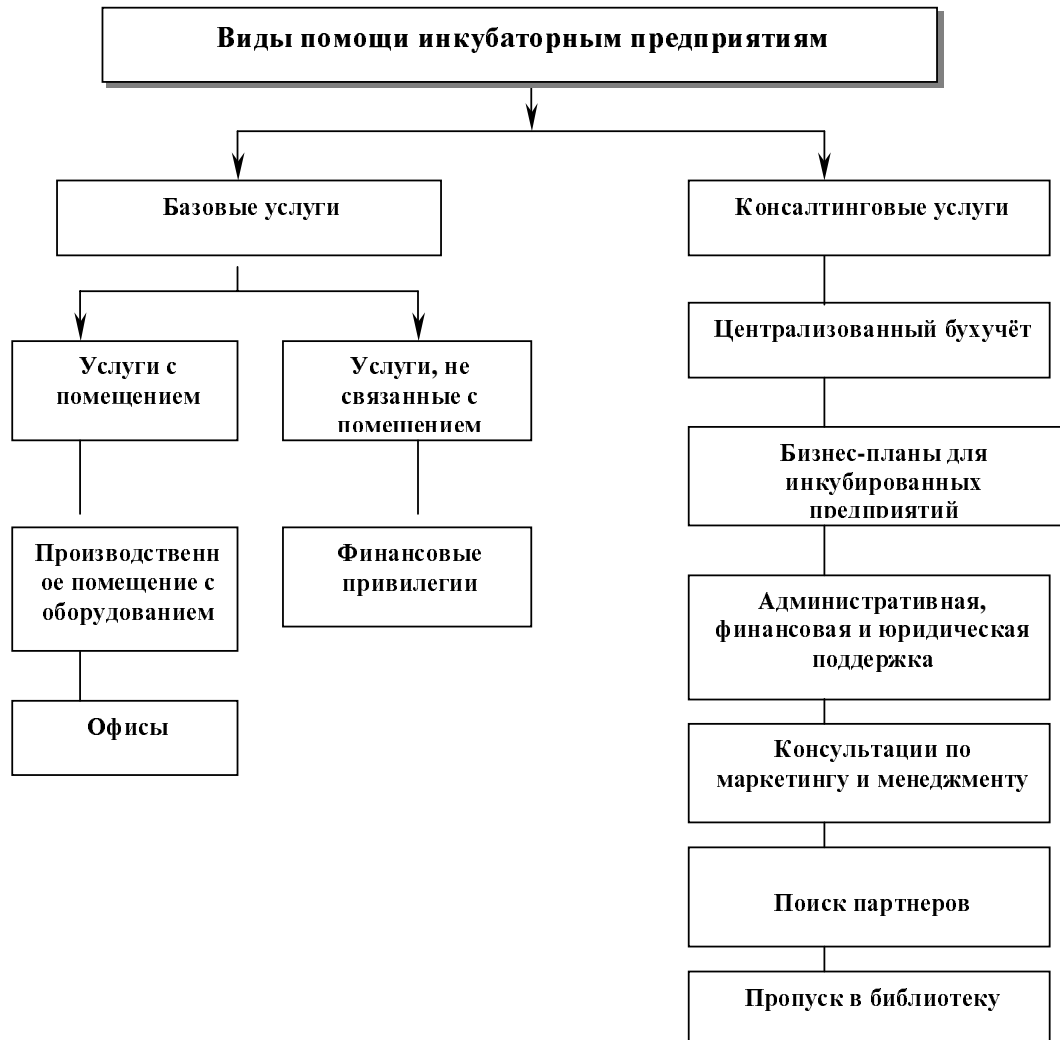 Виды помощи инкубаторным предприятиям
Базовые услуги
Консалтинговые услуги
Услуги с
помещением
Услуги, не
связанные с
помещением
Производственн
ое помещение с
оборудованием
Офисы
Финансовые
привилегии
Централизованный бухучёт
Бизнес-планы для
инкубированных
предприятий
Административная,
финансовая и юридическая
поддержка
Консультации по
маркетингу и менеджменту
Поиск партнеров
Пропуск в библиотеку